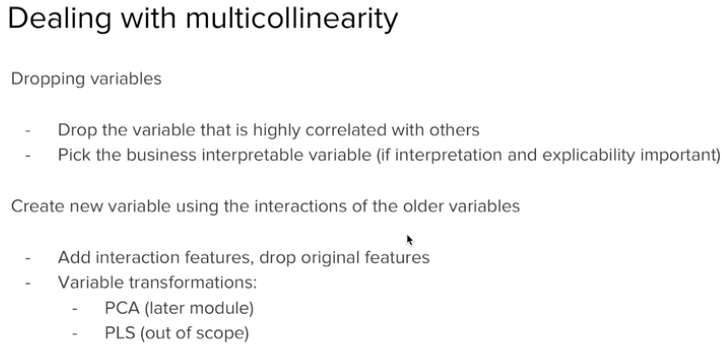 Dealing with multicollinearity
Dropping variables
- Drop the variable that is highly correlated with others
- Pick the business interpretable variable (if interpretation and explicability important)
Create new variable using the interactions of the older variables
- Add interaction features, drop original features
- Variable transformations:
- PCA (later module)
- PLS (out of scope)